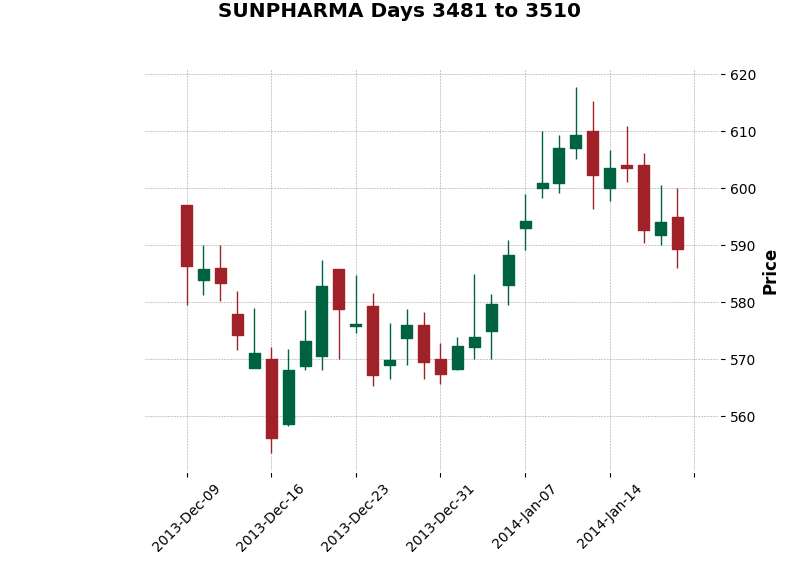 SUNPHARMA Days 3481 to 3510
620
610
600
590
580
570
560
Price
2013-Dec-09
2013-Dec-16
2013-Dec-23
2013-Dec-31
2014-Jan-07
2014-Jan-14